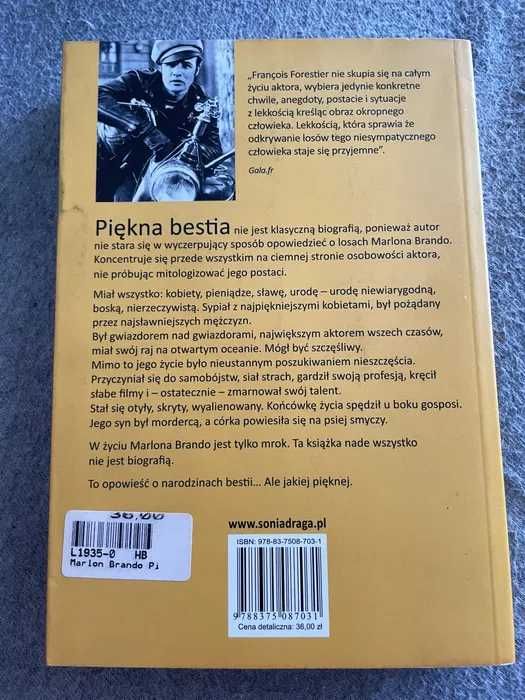 „François Forestier nie skupia się na całym
życiu aktora, wybiera jedynie konkretne
chwile, anegdoty, postacie i sytuacje
z lekkością kreśląc obraz okropnego
człowieka. Lekkością, która sprawia że
odkrywanie losów tego niesympatycznego
człowieka staje się przyjemne”.
Gala.fr
Piękna bestia nie jest klasyczną biografią, ponieważ autor
nie stara się w wyczerpujący sposób opowiedzieć o losach Marlona Brando.
Koncentruje się przede wszystkim na ciemnej stronie osobowości aktora,
nie próbując mitologizować jego postaci.
Miał wszystko: kobiety, pieniądze, sławę, urodę – urodę niewiarygodną,
boską, nierzeczywistą. Sypiał z najpiękniejszymi kobietami, był pożądany
przez najsławniejszych mężczyzn.
Był gwiazdorem nad gwiazdorami, największym aktorem wszech czasów,
miał swój raj na otwartym oceanie. Mógł być szczęśliwy.
Mimo to jego życie było nieustannym poszukiwaniem nieszczęścia.
Przyczyniał się do samobójstw, siał strach, gardził swoją profesją, kręcił
słabe filmy i – ostatecznie – zmarnował swój talent.
Stał się otyły, skryty, wyalienowany. Końcówkę życia spędził u boku gosposi.
Jego syn był mordercą, a córka powiesiła się na psiej smyczy.
W życiu Marlona Brando jest tylko mrok. Ta książka nade wszystko
nie jest biografią.
To opowieść o narodzinach bestii... Ale jakiej pięknej.
36,00
L1935-0 HB
Marlon Brando Pi
www.soniadraga.pl
ISBN: 978-83-7508-703-1
9 788375 087031
Cena detaliczna: 36,00 zł